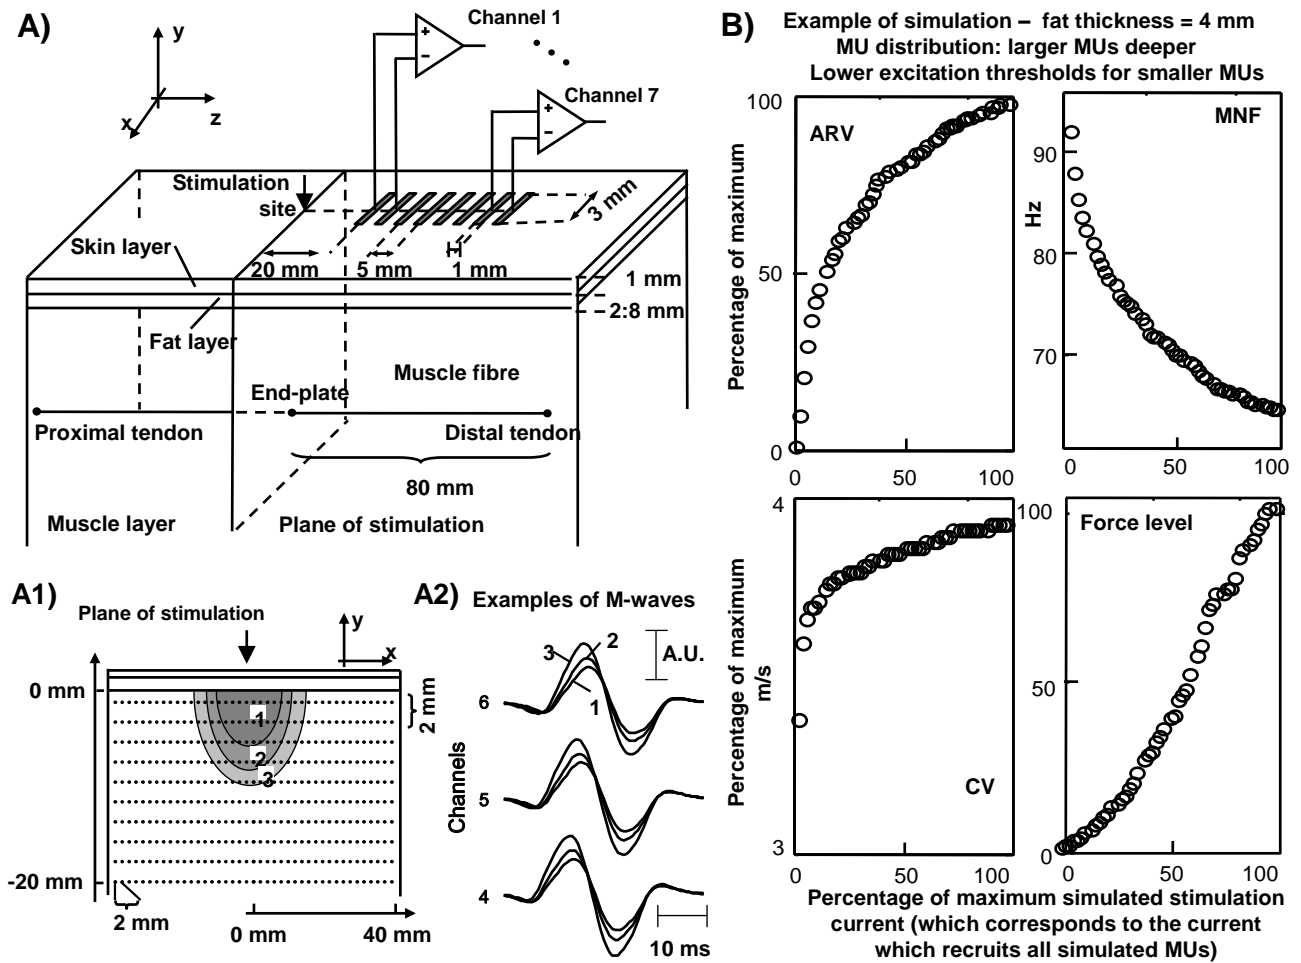 A)
y
x
z
Channel 1
Channel 7
+
−
+
−
Stimulation
site
3 mm
Skin layer
20 mm
5 mm
1 mm
1 mm
2:8 mm
Fat layer
Muscle fibre
End-plate
Proximal tendon
Distal tendon
80 mm
Muscle layer
Plane of stimulation
A1)
Plane of stimulation
y
x
0 mm
2 mm
1
2
3
-20 mm
2 mm
0 mm
40 mm
A2)
Examples of M-waves
3
2
1
A.U.
6
5
4
Channels
10 ms
B)
Example of simulation – fat thickness = 4 mm
MU distribution: larger MUs deeper
Lower excitation thresholds for smaller MUs
Percentage of maximum
100
50
0
ARV
0
50
100
Hz
90
80
70
MNF
0
50
100
Percentage of maximum
m/s
4
3
CV
0
50
100
100
50
0
Force level
0
50
100
Percentage of maximum simulated stimulation
current (which corresponds to the current
which recruits all simulated MUs)